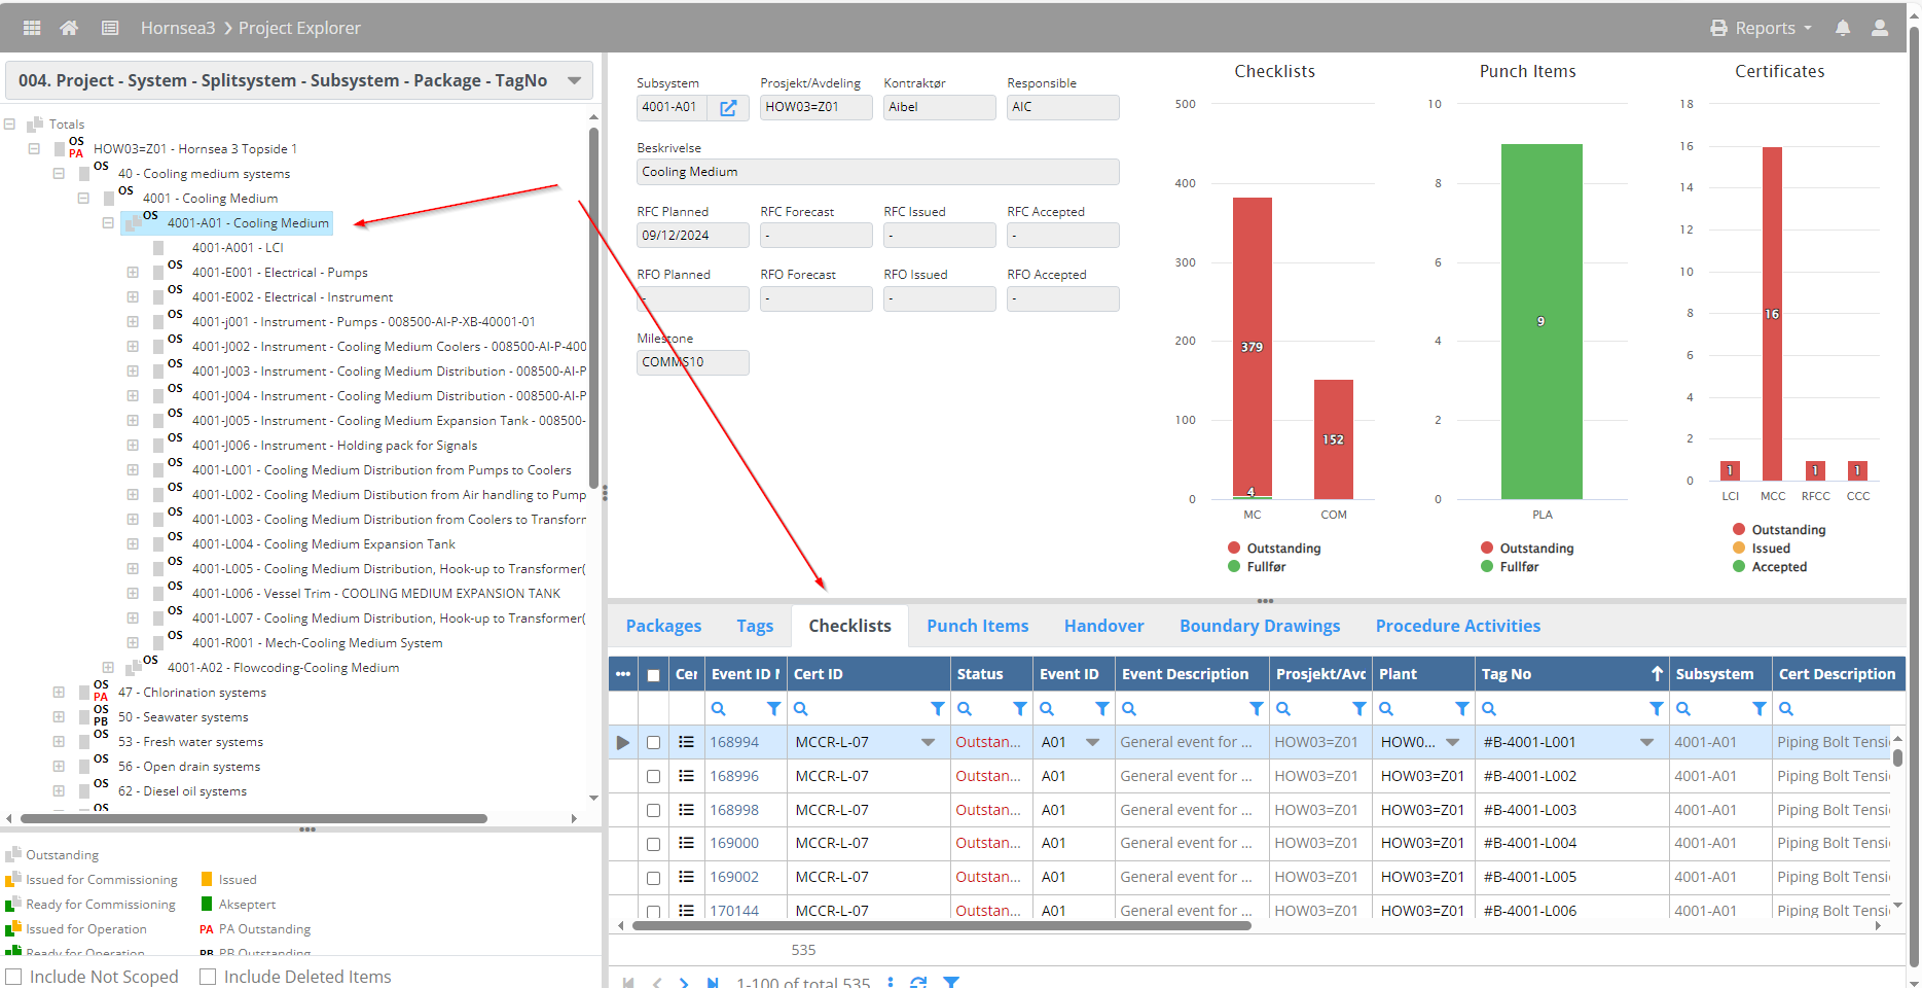 Hornsea3 > Project Explorer
Reports
004. Project - System - Splitsystem - Subsystem - Package - TagNo
Totals
OS PA HOW03=Z01 - Hornsea 3 Topside 1
OS 40 - Cooling medium systems
OS 4001 - Cooling Medium
OS 4001-A01 - Cooling Medium
4001-A001 - LCI
OS 4001-E001 - Electrical - Pumps
OS 4001-E002 - Electrical - Instrument
OS 4001-j001 - Instrument - Pumps - 008500-AI-P-XB-40001-01
OS 4001-J002 - Instrument - Cooling Medium Coolers - 008500-AI-P-400
OS 4001-J003 - Instrument - Cooling Medium Distribution - 008500-AI-P
OS 4001-J004 - Instrument - Cooling Medium Distribution - 008500-AI-P
OS 4001-J005 - Instrument - Cooling Medium Expansion Tank - 008500-
OS 4001-J006 - Instrument - Holding pack for Signals
OS 4001-L001 - Cooling Medium Distribution from Pumps to Coolers
OS 4001-L002 - Cooling Medium Distibution from Air handling to Pump
OS 4001-L003 - Cooling Medium Distribution from Coolers to Transforr
OS 4001-L004 - Cooling Medium Expansion Tank
OS 4001-L005 - Cooling Medium Distribution, Hook-up to Transformer(
OS 4001-L006 - Vessel Trim - COOLING MEDIUM EXPANSION TANK
OS 4001-L007 - Cooling Medium Distribution, Hook-up to Transformer(
OS 4001-R001 - Mech-Cooling Medium System
OS 4001-A02 - Flowcoding-Cooling Medium
OS PA 47 - Chlorination systems
OS PB 50 - Seawater systems
OS 53 - Fresh water systems
OS 56 - Open drain systems
OS 62 - Diesel oil systems
OS
Outstanding
Issued for Commissioning Issued
Ready for Commissioning Akseptert
Issued for Operation PA PA Outstanding
Ready for Operation PB PB Outstanding
Include Not Scoped Include Deleted Items
Subsystem Prosjekt/Avdeling Kontraktør Responsible
4001-A01 HOW03=Z01 Aibel AIC
Beskrivelse
Cooling Medium
RFC Planned RFC Forecast RFC Issued RFC Accepted
09/12/2024 - - -
RFO Planned RFO Forecast RFO Issued RFO Accepted
- - - -
Milestone
COMMS10
Checklists
500
400
300
200
100
0
379
4
152
MC COM
Outstanding
Fullfør
Punch Items
10
8
6
4
2
0
9
PLA
Outstanding
Fullfør
Certificates
18
16
14
12
10
8
6
4
2
0
1 16 1 1
LCI MCC RFCC CCC
Outstanding
Issued
Accepted
Packages Tags Checklists Punch Items Handover Boundary Drawings Procedure Activities
Cer Event ID Cert ID Status Event ID Event Description Prosjekt/Avd Plant Tag No Subsystem Cert Description
168994 MCCR-L-07 Outstan... A01 General event for ... HOW03=Z01 HOW0... #B-4001-L001 4001-A01 Piping Bolt Tensi
168996 MCCR-L-07 Outstan... A01 General event for ... HOW03=Z01 HOW03=Z01 #B-4001-L002 4001-A01 Piping Bolt Tensi
168998 MCCR-L-07 Outstan... A01 General event for ... HOW03=Z01 HOW03=Z01 #B-4001-L003 4001-A01 Piping Bolt Tensi
169000 MCCR-L-07 Outstan... A01 General event for ... HOW03=Z01 HOW03=Z01 #B-4001-L004 4001-A01 Piping Bolt Tensi
169002 MCCR-L-07 Outstan... A01 General event for ... HOW03=Z01 HOW03=Z01 #B-4001-L005 4001-A01 Piping Bolt Tensi
170144 MCCR-L-07 Outstan... A01 General event for ... HOW03=Z01 HOW03=Z01 #B-4001-L006 4001-A01 Piping Bolt Tensi
535
1-100 of total 535